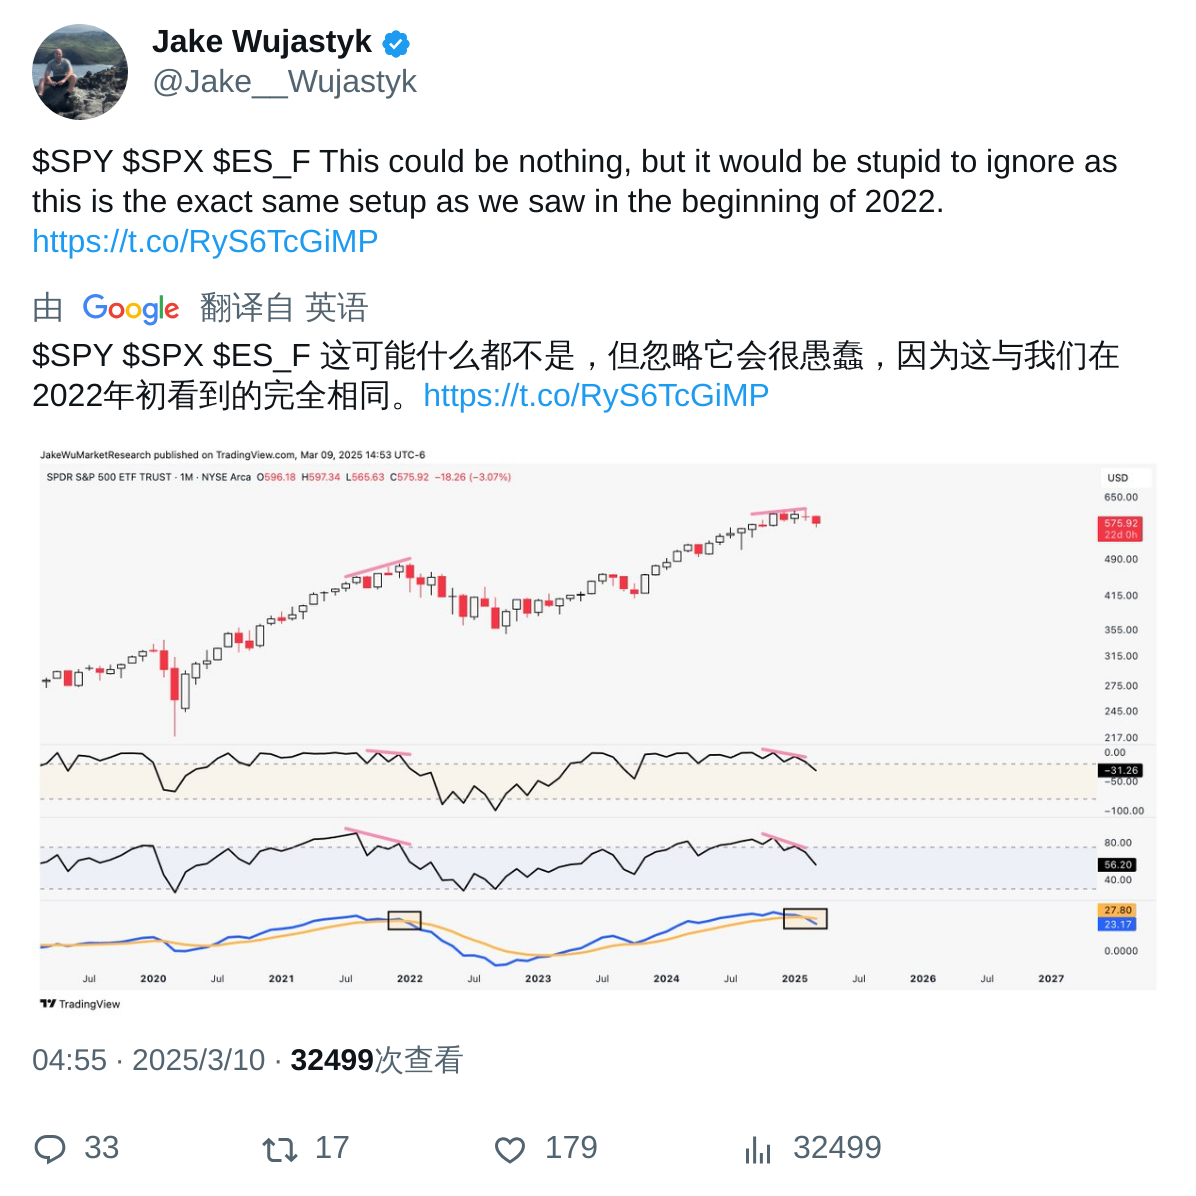 Jake Wujastyk
@Jake__Wujastyk
$SPY $SPX $ES_F This could be nothing, but it would be stupid to ignore as
this is the exact same setup as we saw in the beginning of 2022.
https://t.co/RyS6TcGiMP
由 Google 翻译自 英语
$SPY $SPX $ES_F 这可能什么都不是，但忽略它会很愚蠢，因为这与我们在
2022年初看到的完全相同。https://t.co/RyS6TcGiMP
JakeWuMarketResearch published on TradingView.com, Mar 09, 2025 14:53 UTC-6
SPDR S&P 500 ETF TRUST · 1M · NYSE Arca O596.18 H597.34 L565.63 C575.92 −18.26 (−3.07%)
USD
650.00
575.92
22d 0h
490.00
415.00
355.00
315.00
275.00
245.00
217.00
0.00
−31.26
−50.00
−100.00
80.00
56.20
40.00
27.80
23.17
0.0000
Jul 2020 Jul 2021 Jul 2022 Jul 2023 Jul 2024 Jul 2025 Jul 2026 Jul 2027
TradingView
04:55 · 2025/3/10 · 32499次查看
33 17 179 32499